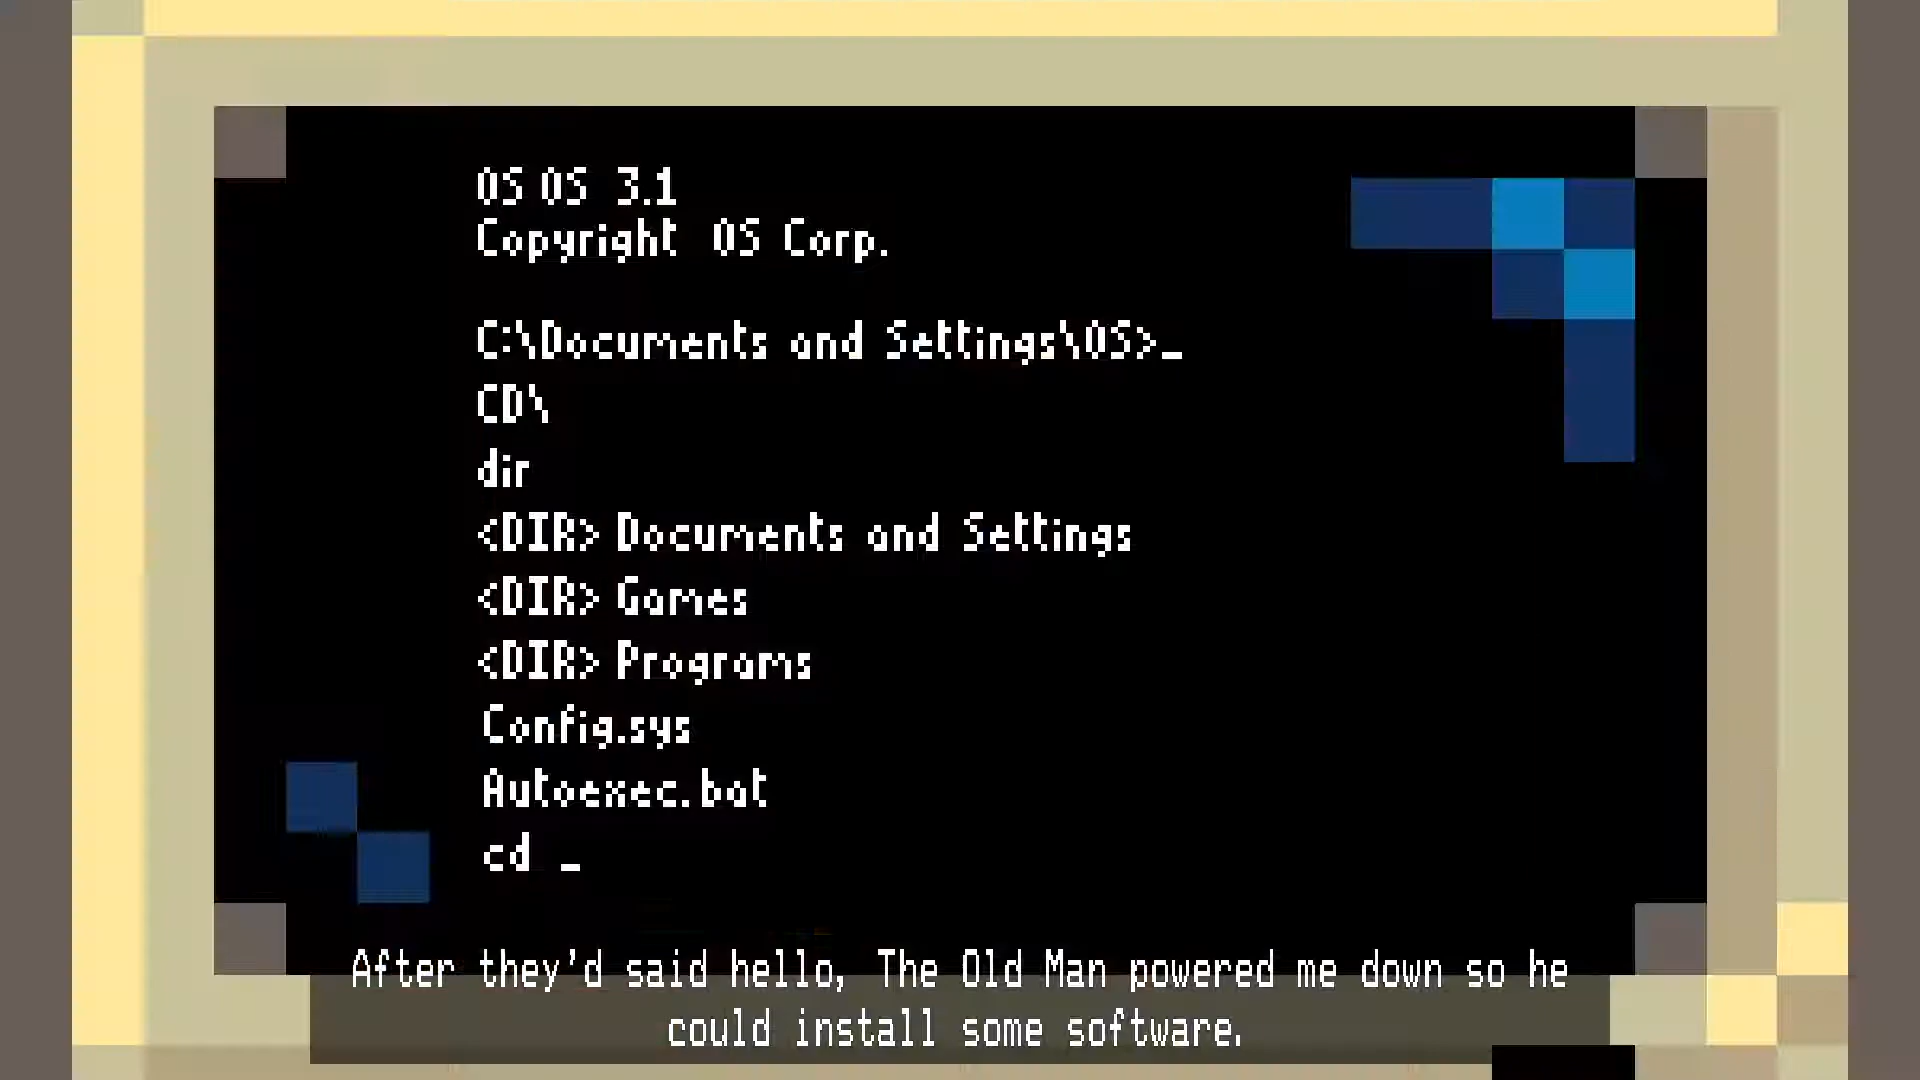 OS OS 3.1
Copyright OS Corp.
C:\Documents and Settings\OS>_
CD\
dir
<DIR> Documents and Settings
<DIR> Games
<DIR> Programs
Config.sys
Autoexec.bat
cd _
After they'd said hello, The Old Man powered me down so he
could install some software.